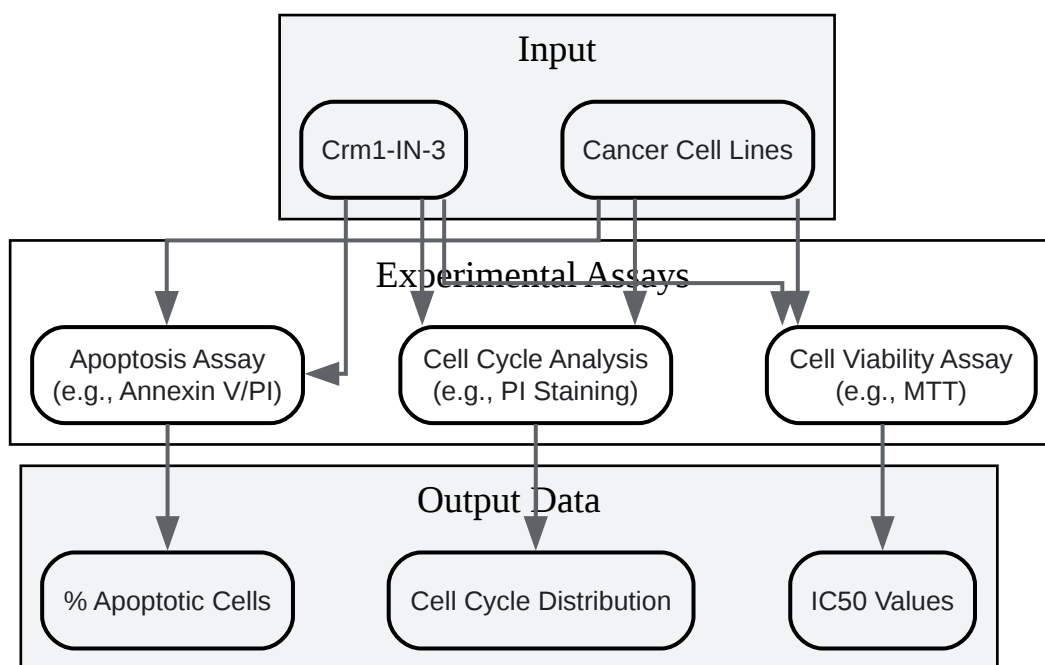 Input
Crm1-IN-3
Cancer Cell Lines
Experimental Assays
Apoptosis Assay
(e.g., Annexin V/PI)
Cell Cycle Analysis
(e.g., PI Staining)
Cell Viability Assay
(e.g., MTT)
Output Data
% Apoptotic Cells
Cell Cycle Distribution
IC50 Values